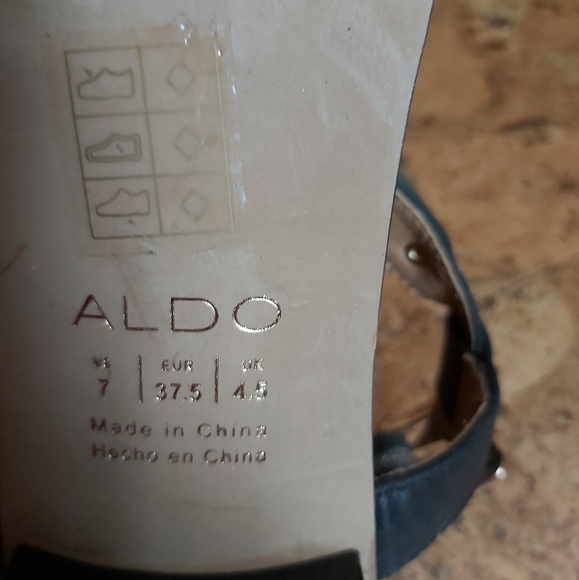 ALDO
US | EUR | UK
7 | 37.5 | 4.5
Made in China
Hecho en China